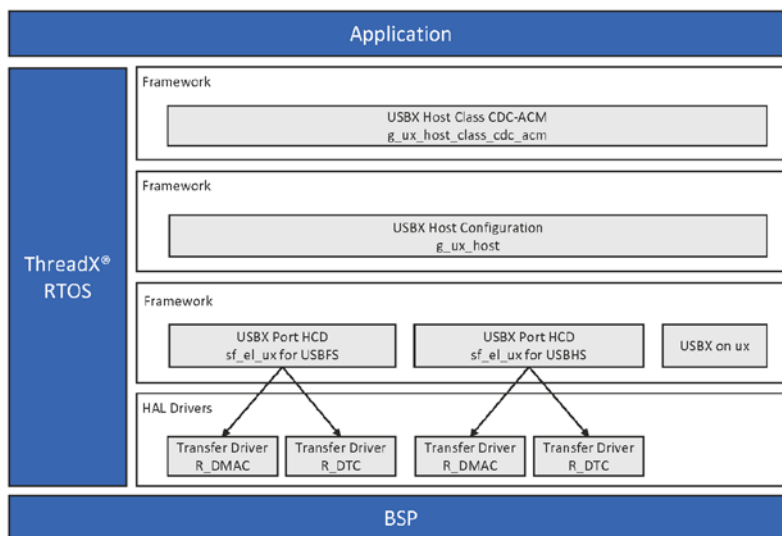 Application
ThreadX®
RTOS
Framework
USBX Host Class CDC-ACM
g_ux_host_class_cdc_acm
Framework
USBX Host Configuration
g_ux_host
Framework
USBX Port HCD
sf_el_ux for USBFS
USBX Port HCD
sf_el_ux for USBHS
USBX on ux
HAL Drivers
Transfer Driver
R_DMAC
Transfer Driver
R_DTC
Transfer Driver
R_DMAC
Transfer Driver
R_DTC
BSP